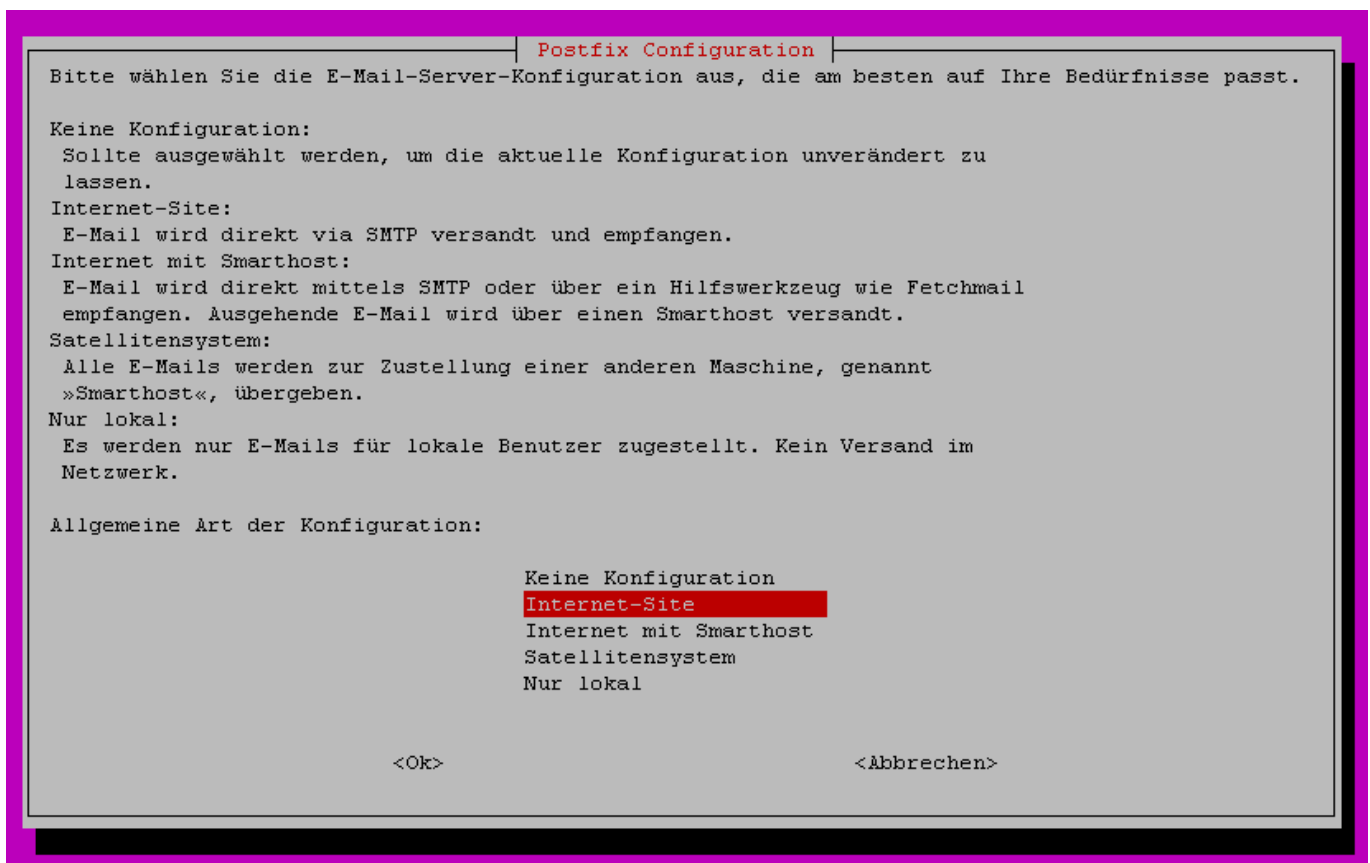 Postfix Configuration
Bitte wählen Sie die E-Mail-Server-Konfiguration aus, die am besten auf Ihre Bedürfnisse passt.
Keine Konfiguration:
Sollte ausgewählt werden, um die aktuelle Konfiguration unverändert zu
lassen.
Internet-Site:
E-Mail wird direkt via SMTP versandt und empfangen.
Internet mit Smarthost:
E-Mail wird direkt mittels SMTP oder über ein Hilfswerkzeug wie Fetchmail
empfangen. Ausgehende E-Mail wird über einen Smarthost versandt.
Satellitensystem:
Alle E-Mails werden zur Zustellung einer anderen Maschine, genannt
»Smarthost«, übergeben.
Nur lokal:
Es werden nur E-Mails für lokale Benutzer zugestellt. Kein Versand im
Netzwerk.
Allgemeine Art der Konfiguration:
Keine Konfiguration
Internet-Site
Internet mit Smarthost
Satellitensystem
Nur lokal
<Ok> <Abbrechen>